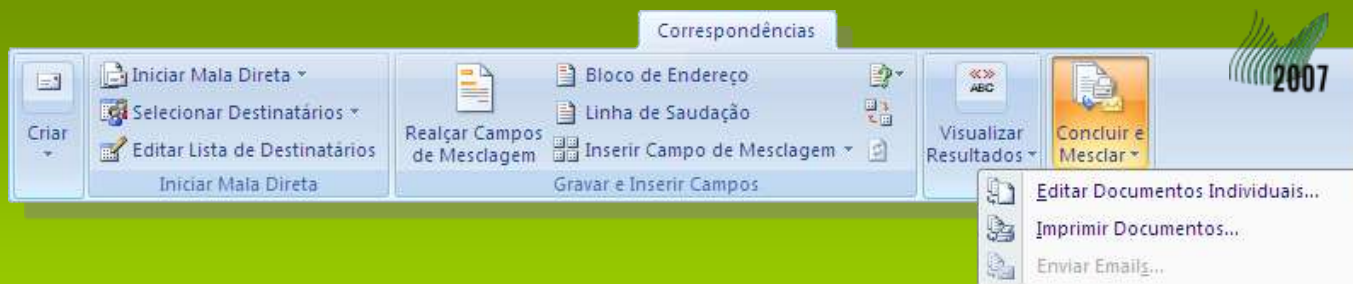 Correspondências
2007
Criar
Iniciar Mala Direta
Selecionar Destinatários
Editar Lista de Destinatários
Iniciar Mala Direta
Realçar Campos
de Mesclagem
Bloco de Endereço
Linha de Saudação
Inserir Campo de Mesclagem
Gravar e Inserir Campos
«»
ABC
Visualizar
Resultados
Concluir e
Mesclar
Editar Documentos Individuais...
Imprimir Documentos...
Enviar Emails...